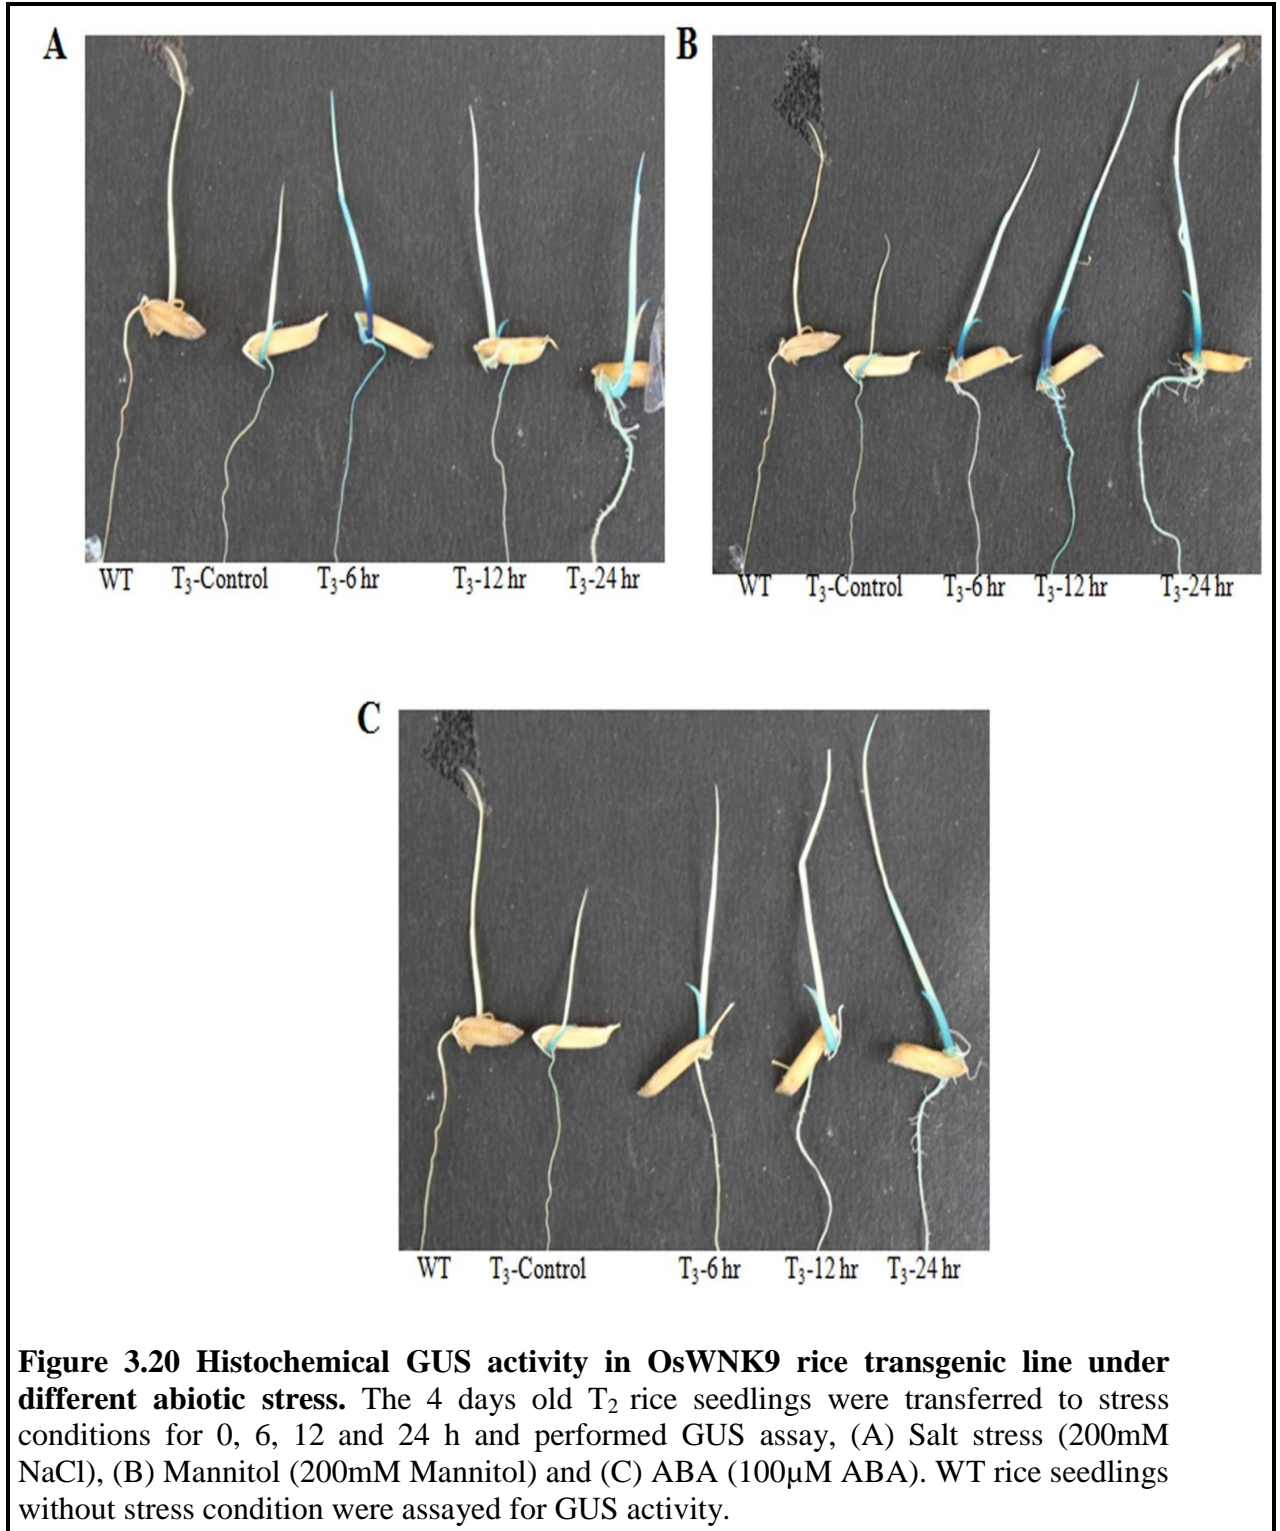 A
B
WT T₃-Control T₃-6 hr T₃-12 hr T₃-24 hr
WT T₃-Control T₃-6 hr T₃-12 hr T₃-24 hr
C
WT T₃-Control T₃-6 hr T₃-12 hr T₃-24 hr
Figure 3.20 Histochemical GUS activity in OsWNK9 rice transgenic line under
different abiotic stress. The 4 days old T₂ rice seedlings were transferred to stress
conditions for 0, 6, 12 and 24 h and performed GUS assay, (A) Salt stress (200mM
NaCl), (B) Mannitol (200mM Mannitol) and (C) ABA (100µM ABA). WT rice seedlings
without stress condition were assayed for GUS activity.